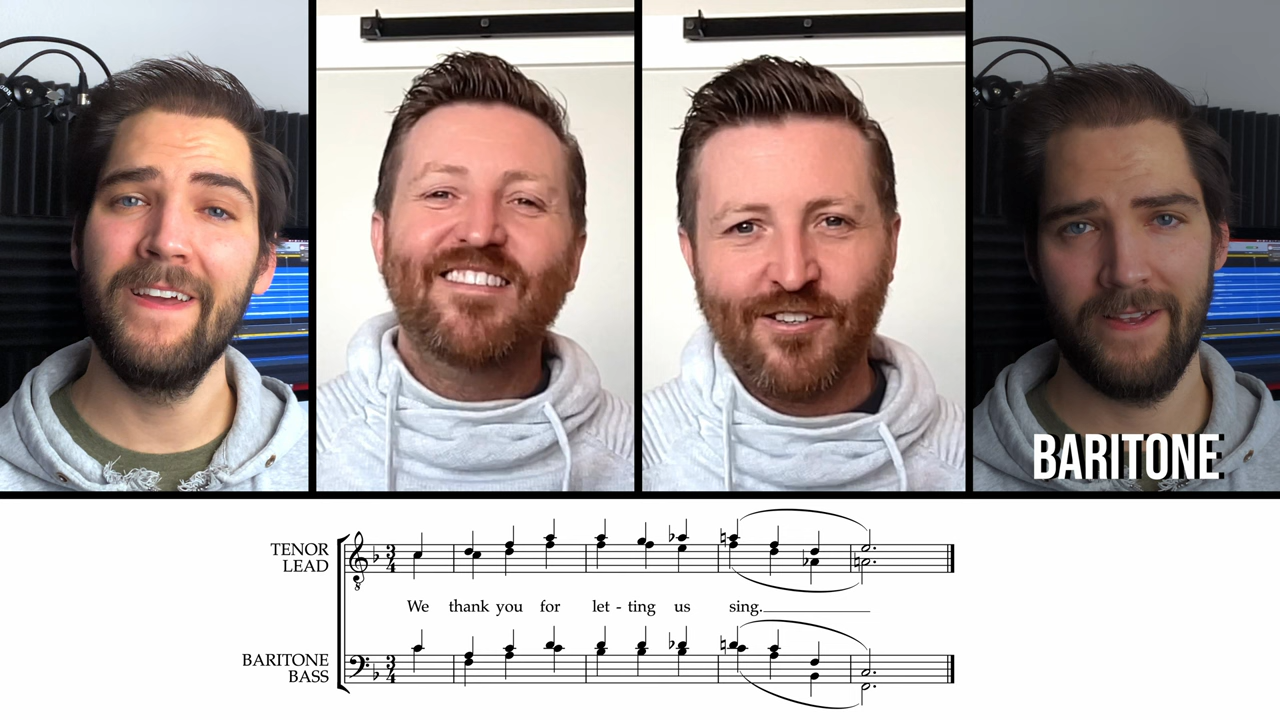 BARITONE
TENOR
LEAD
We thank you for let - ting us sing.
BARITONE
BASS